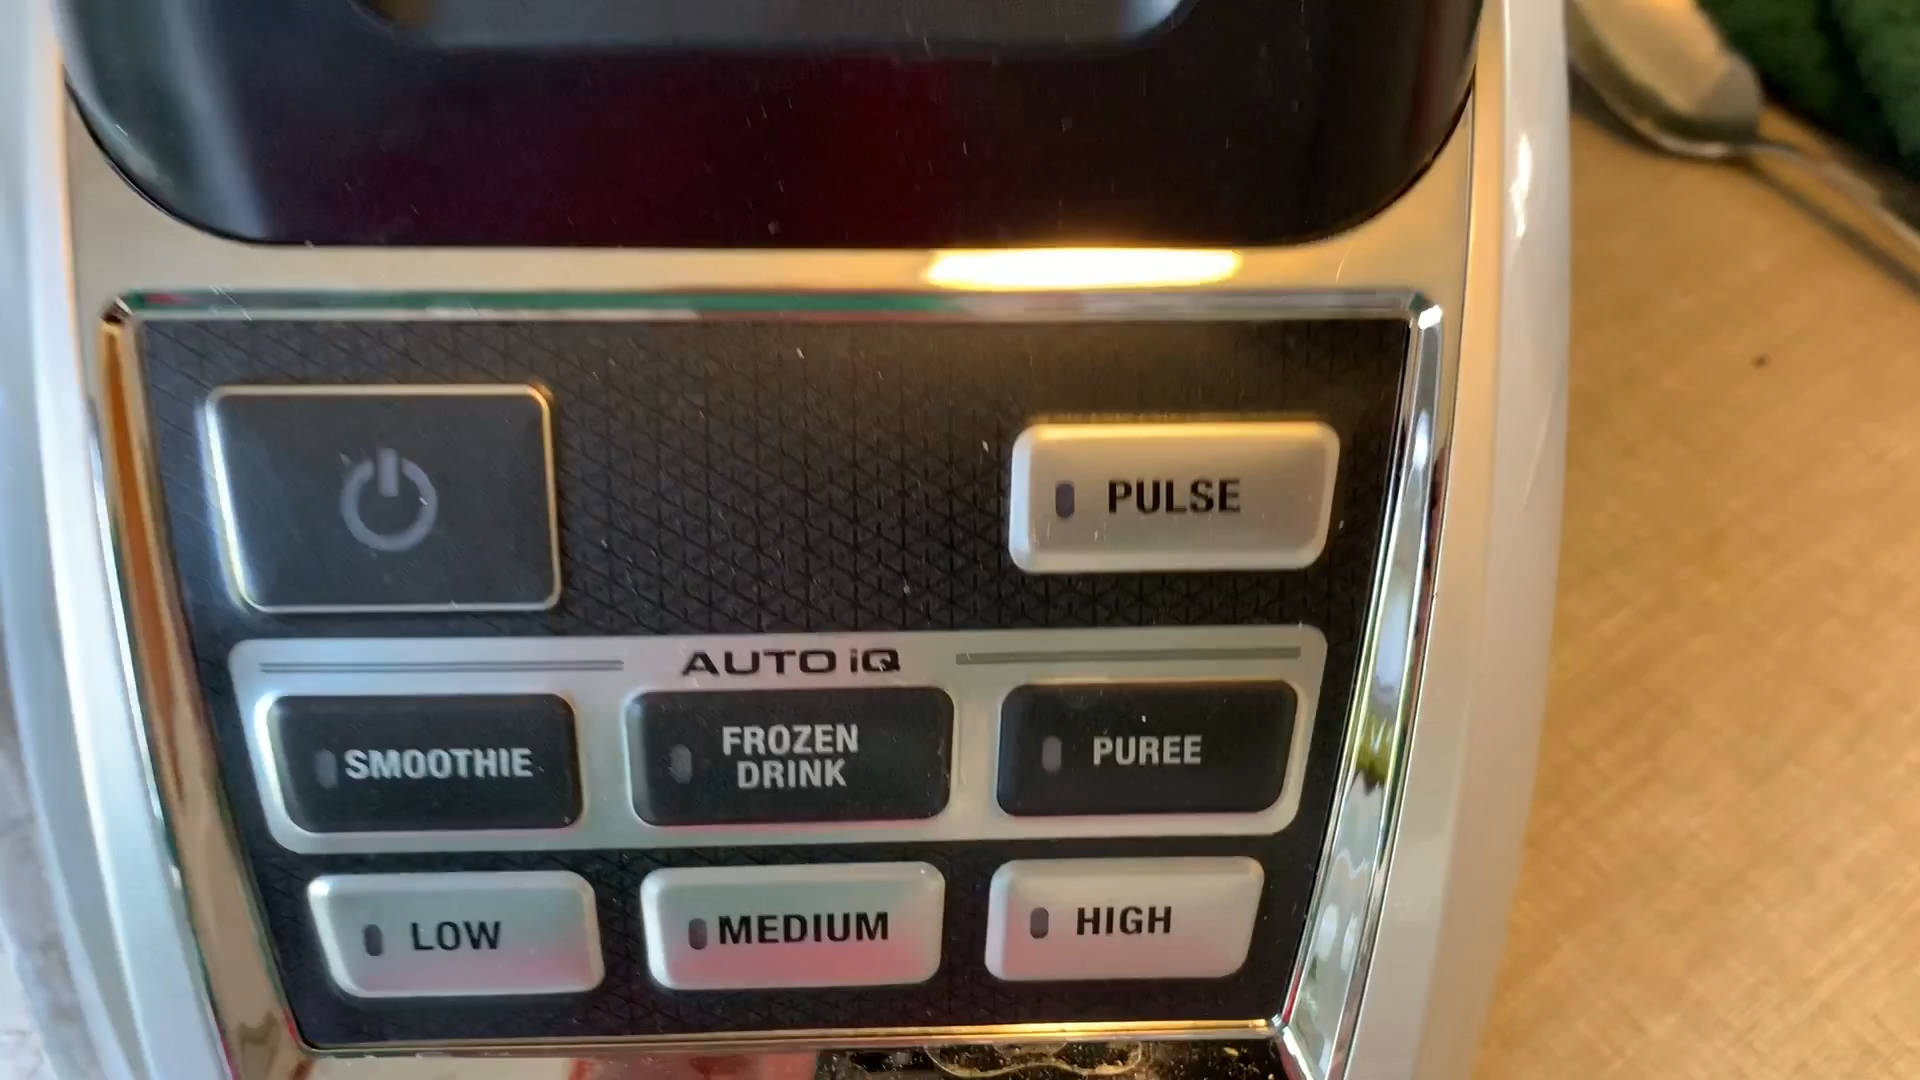 PULSE
AUTO iQ
SMOOTHIE
FROZEN
DRINK
PUREE
LOW
MEDIUM
HIGH